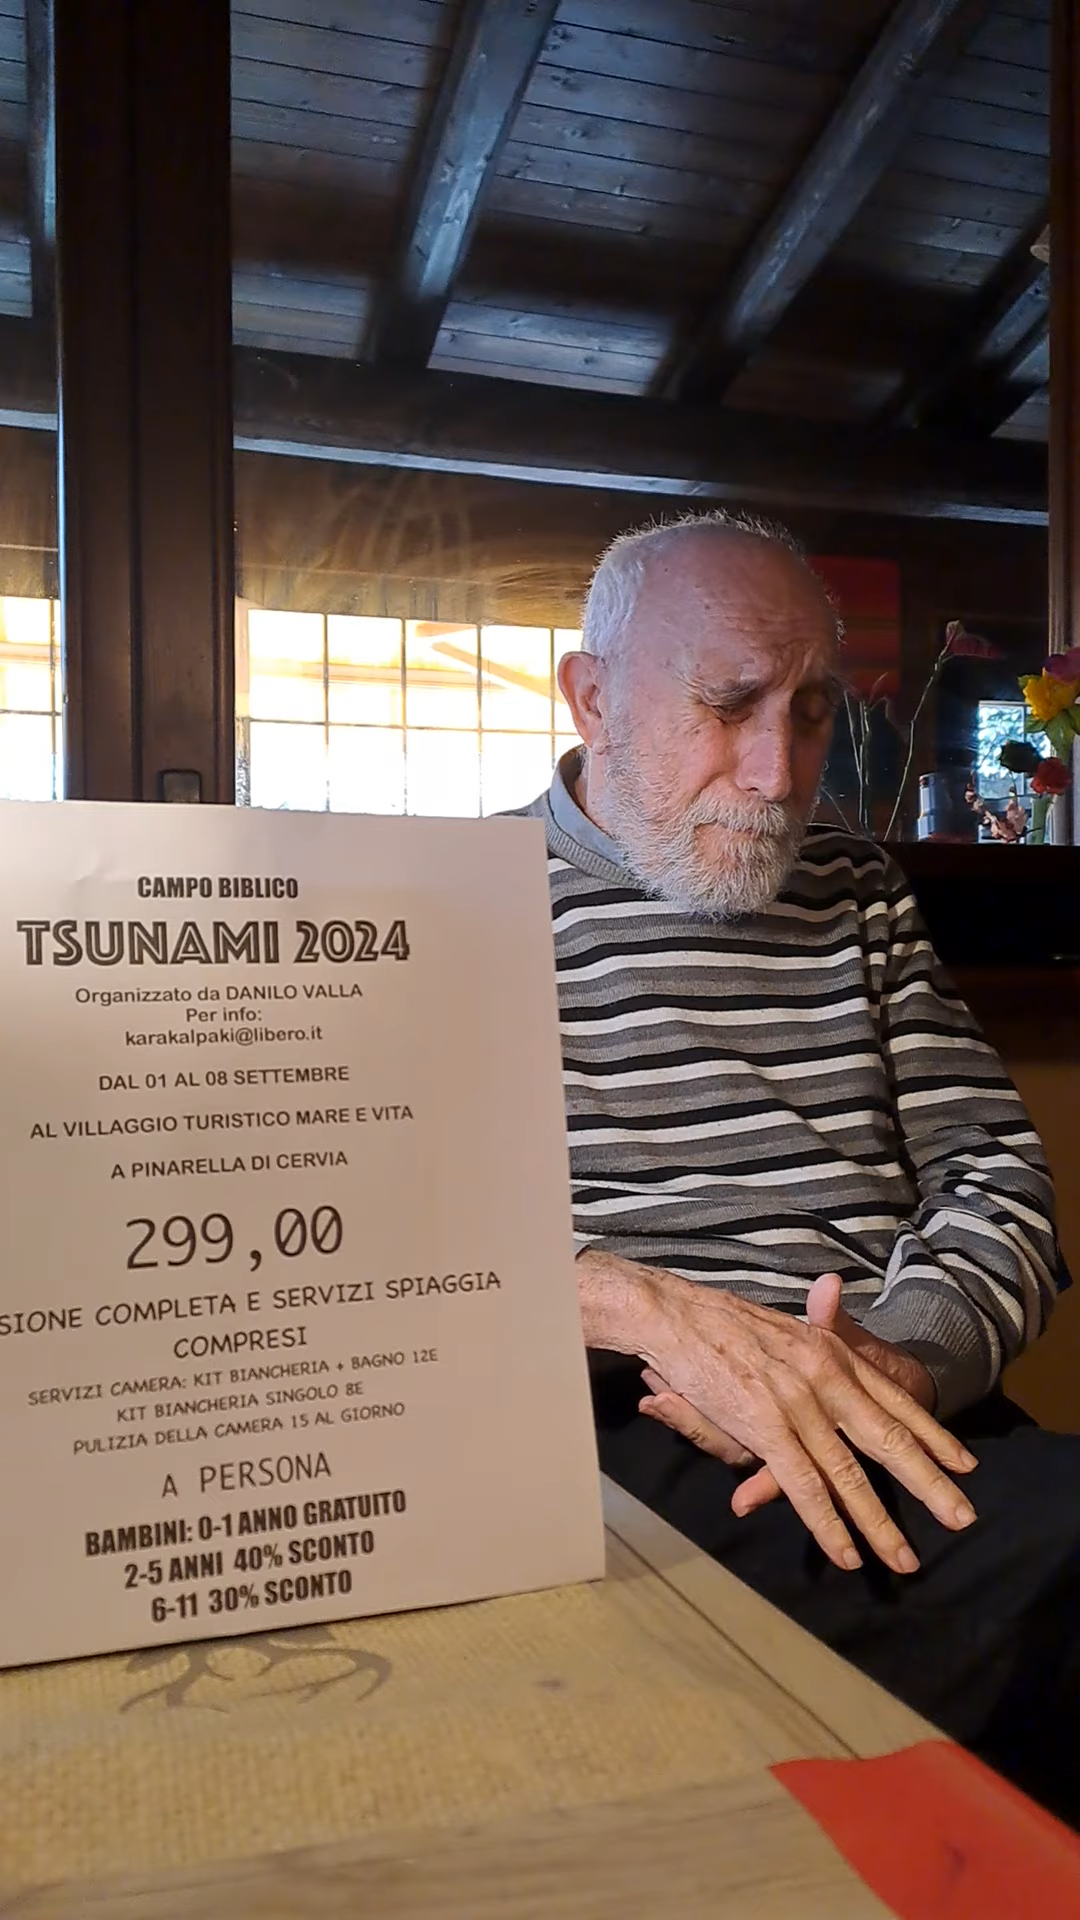 CAMPO BIBLICO
TSUNAMI 2024
Organizzato da DANILO VALLA
Per info:
karakalpaki@libero.it
DAL 01 AL 08 SETTEMBRE
AL VILLAGGIO TURISTICO MARE E VITA
A PINARELLA DI CERVIA
299,00
SIONE COMPLETA E SERVIZI SPIAGGIA
COMPRESI
SERVIZI CAMERA: KIT BIANCHERIA + BAGNO 12E
KIT BIANCHERIA SINGOLO 8E
PULIZIA DELLA CAMERA 15 AL GIORNO
A PERSONA
BAMBINI: 0-1 ANNO GRATUITO
2-5 ANNI 40% SCONTO
6-11 30% SCONTO